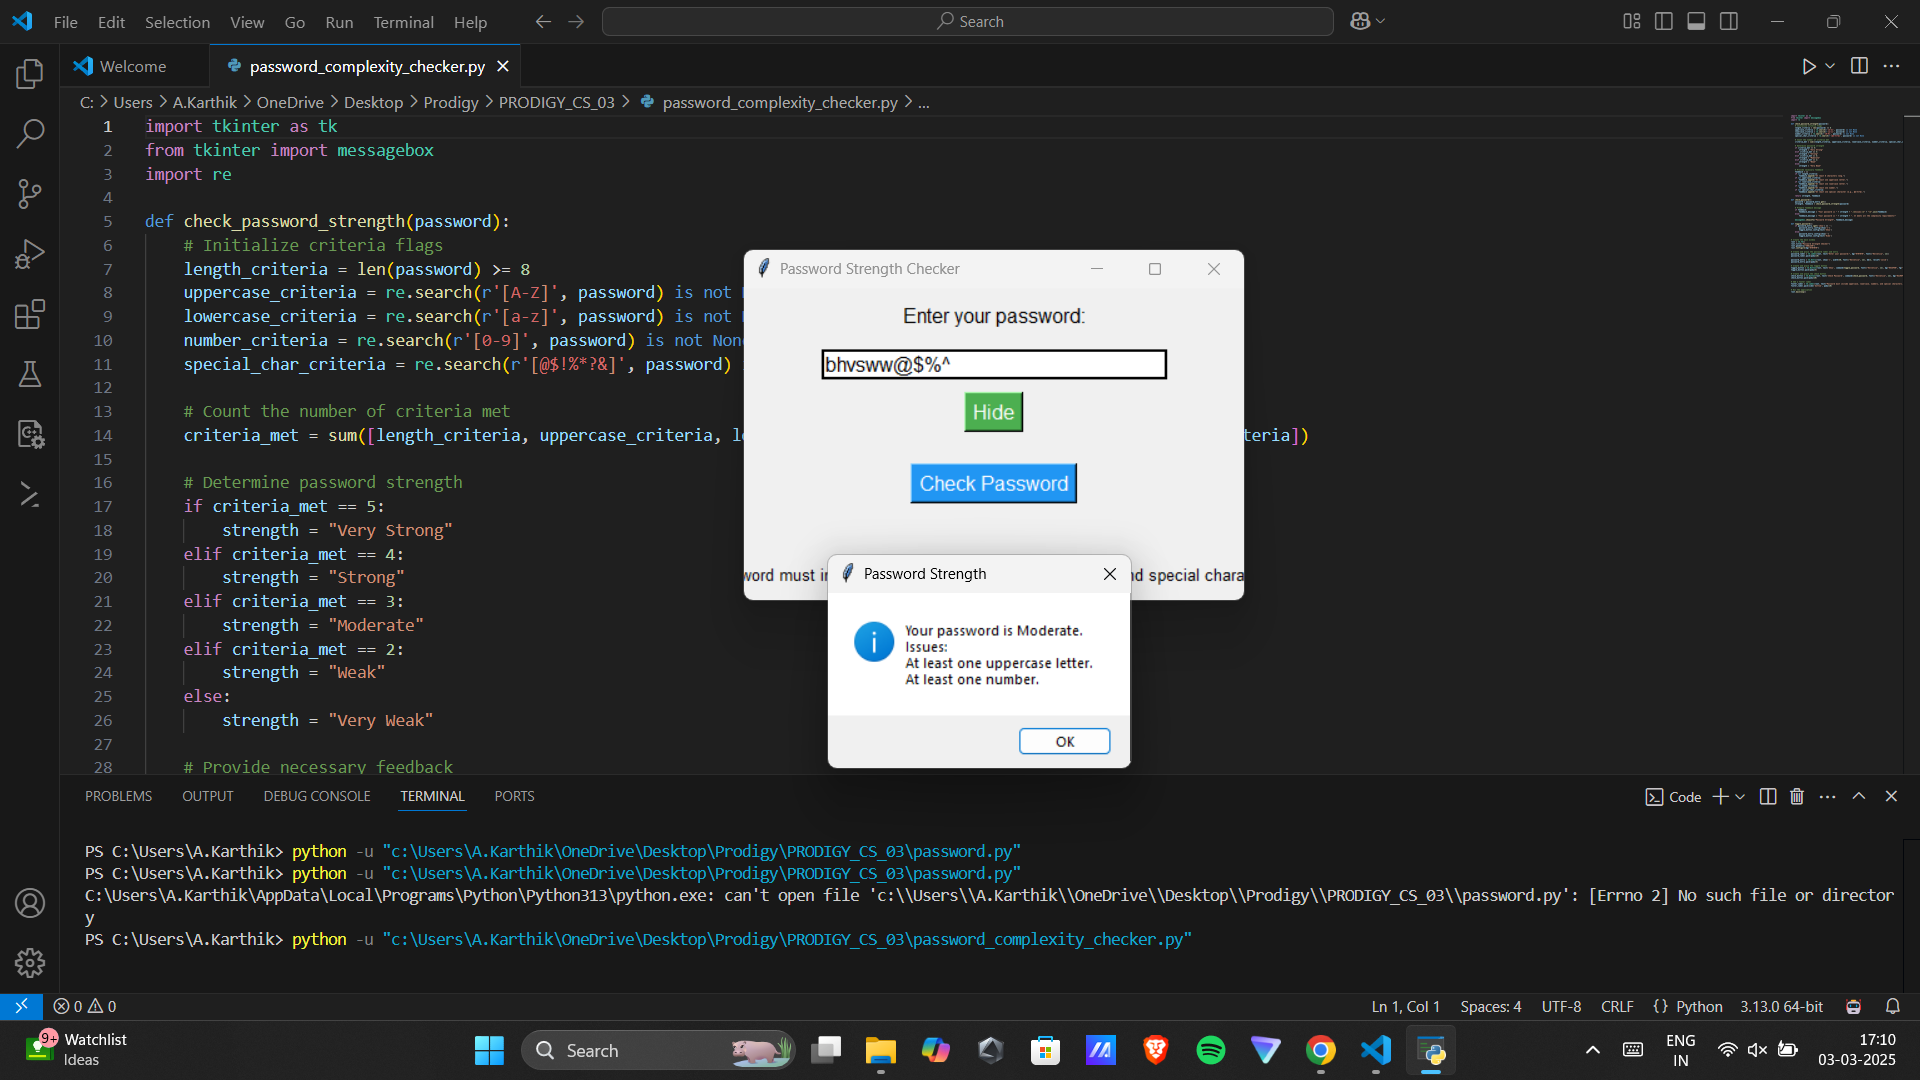 File Edit Selection View Go Run Terminal Help
Search
Welcome
password_complexity_checker.py
C: > Users > A.Karthik > OneDrive > Desktop > Prodigy > PRODIGY_CS_03 > password_complexity_checker.py > ...
1 import tkinter as tk
2 from tkinter import messagebox
3 import re
4
5 def check_password_strength(password):
6 # Initialize criteria flags
7 length_criteria = len(password) >= 8
8 uppercase_criteria = re.search(r'[A-Z]', password) is not
9 lowercase_criteria = re.search(r'[a-z]', password) is not
10 number_criteria = re.search(r'[0-9]', password) is not Non
11 special_char_criteria = re.search(r'[@$!%*?&]', password)
12
13 # Count the number of criteria met
14 criteria_met = sum([length_criteria, uppercase_criteria, l teria])
15
16 # Determine password strength
17 if criteria_met == 5:
18 strength = "Very Strong"
19 elif criteria_met == 4:
20 strength = "Strong"
21 elif criteria_met == 3:
22 strength = "Moderate"
23 elif criteria_met == 2:
24 strength = "Weak"
25 else:
26 strength = "Very Weak"
27
28 # Provide necessary feedback
Password Strength Checker
Enter your password:
bhvsww@$%^
Hide
Check Password
word must i d special chara
Password Strength
Your password is Moderate.
Issues:
At least one uppercase letter.
At least one number.
OK
PROBLEMS OUTPUT DEBUG CONSOLE TERMINAL PORTS
Code
PS C:\Users\A.Karthik> python -u "c:\Users\A.Karthik\OneDrive\Desktop\Prodigy\PRODIGY_CS_03\password.py"
PS C:\Users\A.Karthik> python -u "c:\Users\A.Karthik\OneDrive\Desktop\Prodigy\PRODIGY_CS_03\password.py"
C:\Users\A.Karthik\AppData\Local\Programs\Python\Python313\python.exe: can't open file 'c:\\Users\\A.Karthik\\OneDrive\\Desktop\\Prodigy\\PRODIGY_CS_03\\password.py': [Errno 2] No such file or director
y
PS C:\Users\A.Karthik> python -u "c:\Users\A.Karthik\OneDrive\Desktop\Prodigy\PRODIGY_CS_03\password_complexity_checker.py"
0 0
Ln 1, Col 1 Spaces: 4 UTF-8 CRLF {} Python 3.13.0 64-bit
9+
Watchlist
Ideas
Search
ENG
IN
17:10
03-03-2025